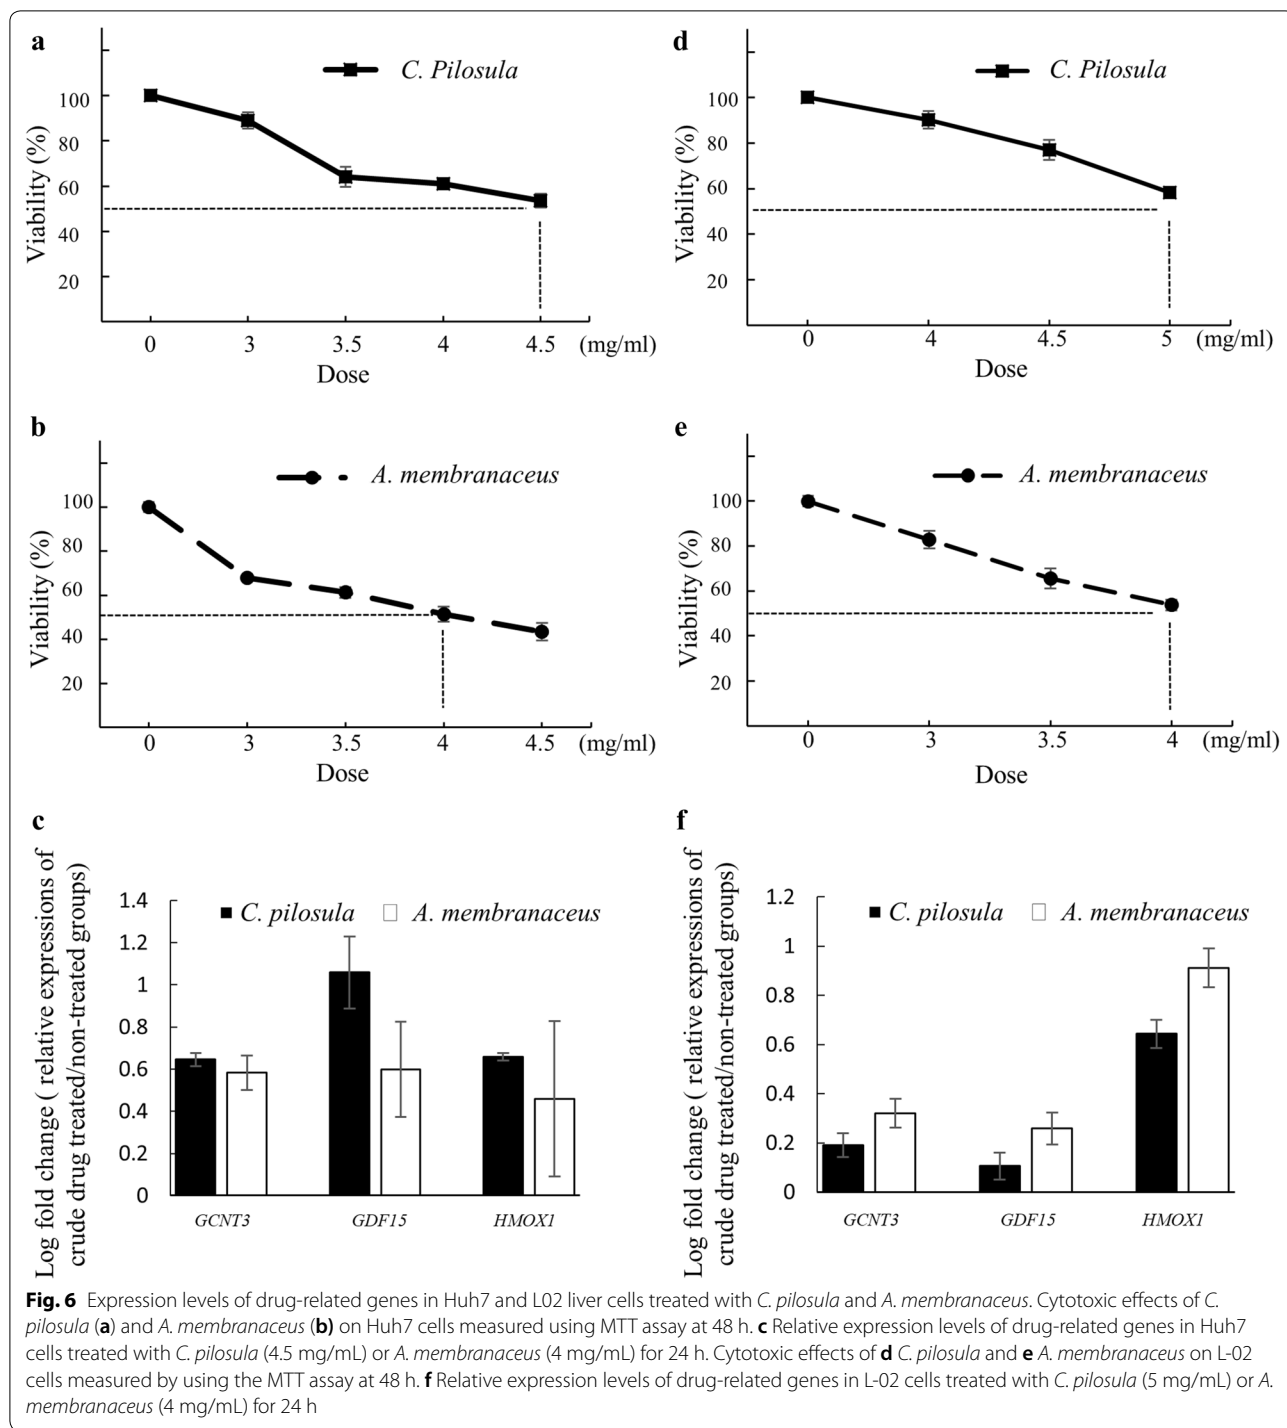 a
C. Pilosula
Viability (%)
100
80
60
40
20
0 3 3.5 4 4.5 (mg/ml)
Dose
d
C. Pilosula
Viability (%)
100
80
60
40
20
0 4 4.5 5 (mg/ml)
Dose
b
A. membranaceus
Viability (%)
100
80
60
40
20
0 3 3.5 4 4.5 (mg/ml)
Dose
e
A. membranaceus
Viability (%)
100
80
60
40
20
0 3 3.5 4 (mg/ml)
Dose
c
Log fold change ( relative expressions of
crude drug treated/non-treated groups)
C. pilosula A. membranaceus
1.4
1.2
1
0.8
0.6
0.4
0.2
0
GCNT3 GDF15 HMOX1
f
Log fold change ( relative expressions of
crude drug treated/non-treated groups)
C. pilosula A. membranaceus
1.2
1
0.8
0.6
0.4
0.2
0
GCNT3 GDF15 HMOX1
Fig. 6 Expression levels of drug-related genes in Huh7 and L02 liver cells treated with C. pilosula and A. membranaceus. Cytotoxic effects of C.
pilosula (a) and A. membranaceus (b) on Huh7 cells measured using MTT assay at 48 h. c Relative expression levels of drug-related genes in Huh7
cells treated with C. pilosula (4.5 mg/mL) or A. membranaceus (4 mg/mL) for 24 h. Cytotoxic effects of d C. pilosula and e A. membranaceus on L-02
cells measured by using the MTT assay at 48 h. f Relative expression levels of drug-related genes in L-02 cells treated with C. pilosula (5 mg/mL) or A.
membranaceus (4 mg/mL) for 24 h